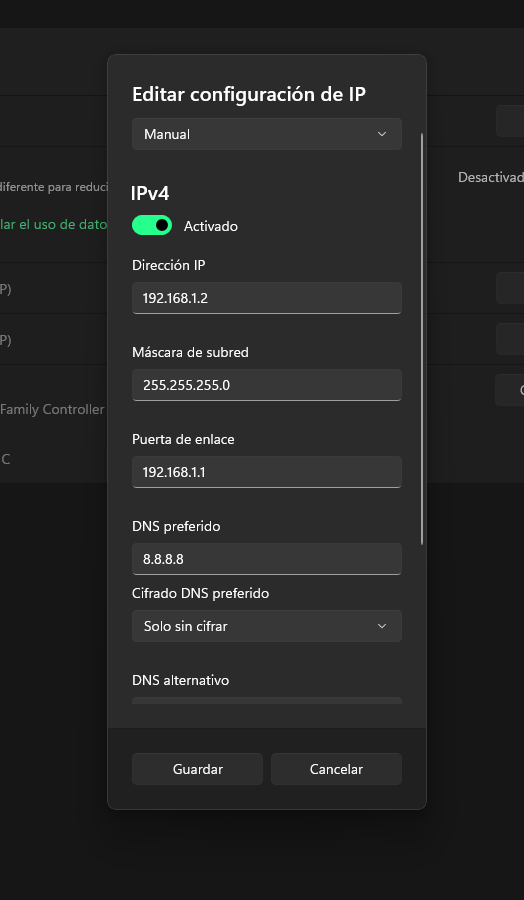 Editar configuración de IP
Manual
diferente para reduci
Desactivad
IPv4
lar el uso de dato
Activado
Dirección IP
P)
192.168.1.2
P)
Máscara de subred
255.255.255.0
Family Controller
Puerta de enlace
C
192.168.1.1
DNS preferido
8.8.8.8
Cifrado DNS preferido
Solo sin cifrar
DNS alternativo
Guardar
Cancelar